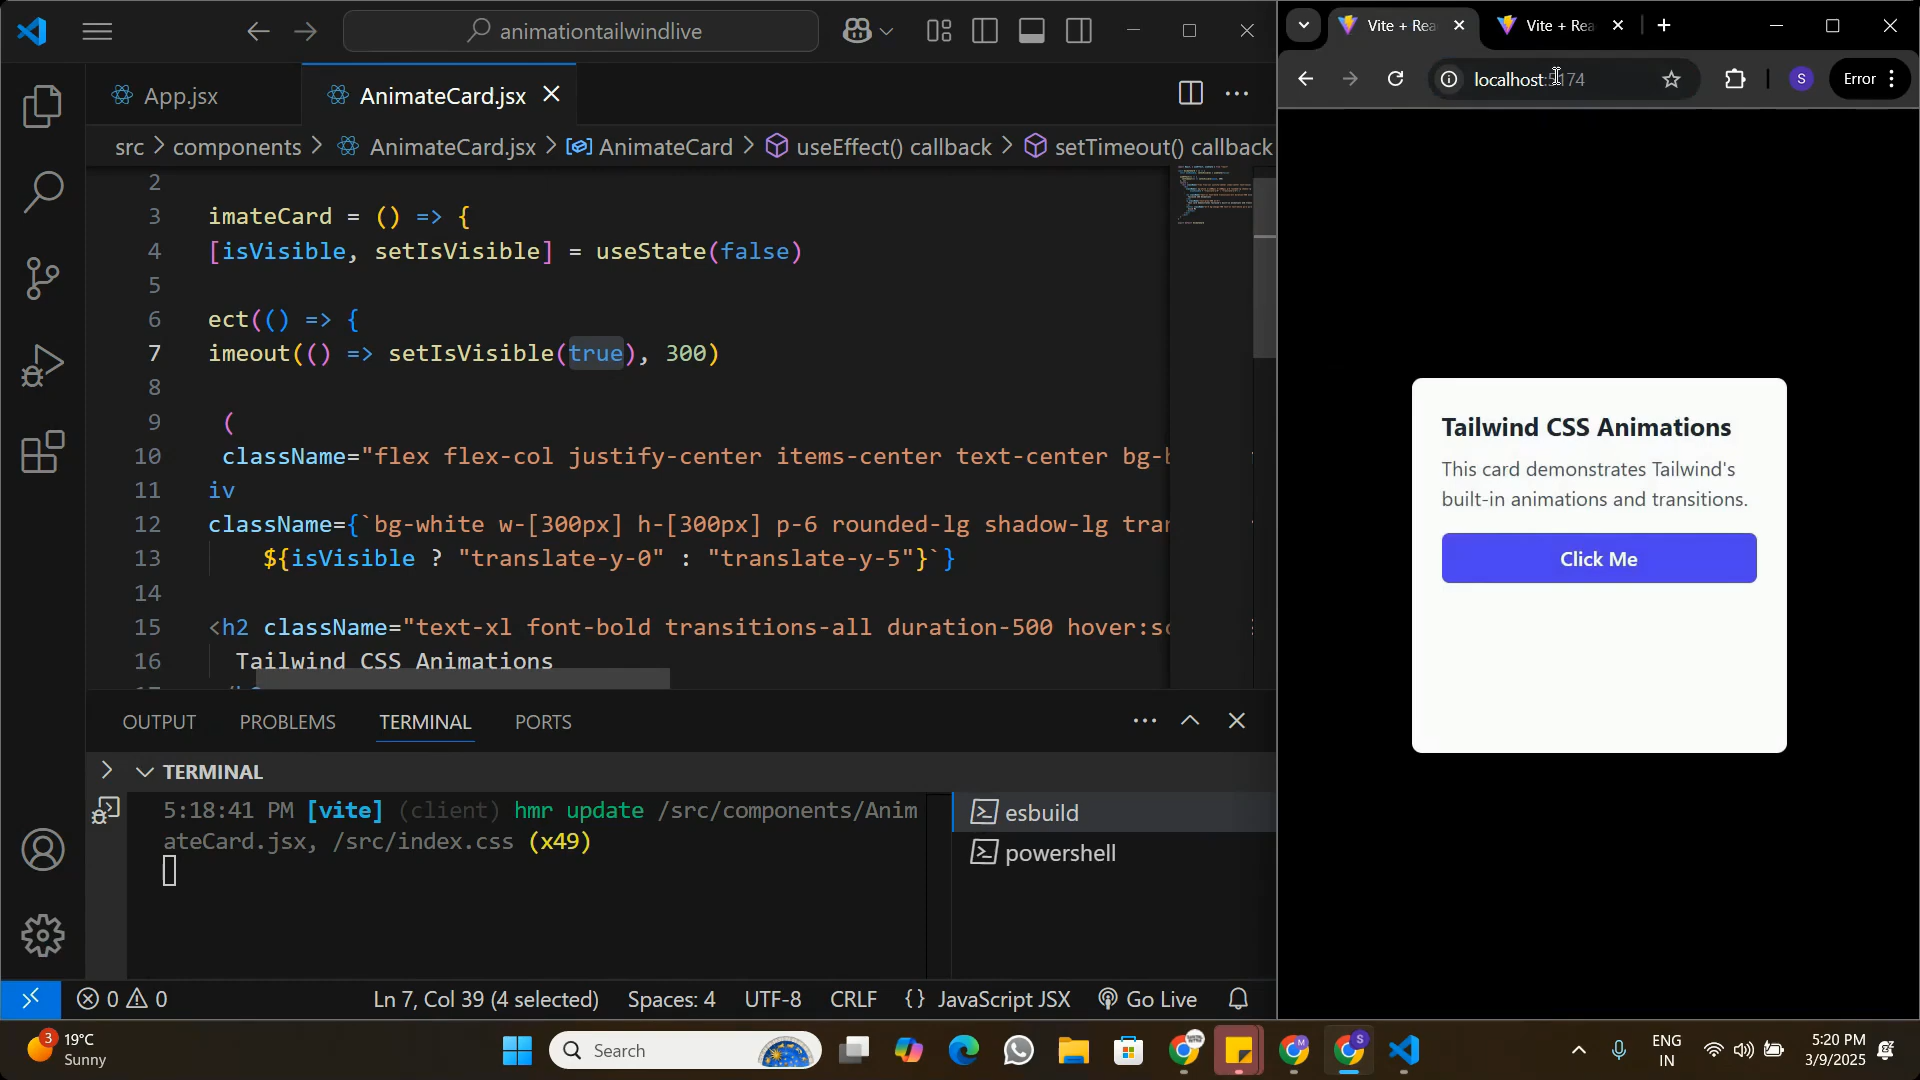 animationtailwindlive
App.jsx
AnimateCard.jsx
src > components > AnimateCard.jsx > AnimateCard > useEffect() callback > setTimeout() callback
2
3 imateCard = () => {
4 [isVisible, setIsVisible] = useState(false)
5
6 ect(() => {
7 imeout(() => setIsVisible(true), 300)
8
9 (
10 className="flex flex-col justify-center items-center text-center bg-b
11 iv
12 className={`bg-white w-[300px] h-[300px] p-6 rounded-lg shadow-lg tran
13 ${isVisible ? "translate-y-0" : "translate-y-5"}`}
14
15 <h2 className="text-xl font-bold transitions-all duration-500 hover:sc
16 Tailwind CSS Animations
OUTPUT PROBLEMS TERMINAL PORTS
TERMINAL
5:18:41 PM [vite] (client) hmr update /src/components/Anim
ateCard.jsx, /src/index.css (x49)
esbuild
powershell
0 0 Ln 7, Col 39 (4 selected) Spaces: 4 UTF-8 CRLF {} JavaScript JSX Go Live
Vite + Rea
Vite + Rea
localhost:5174
S
Error
Tailwind CSS Animations
This card demonstrates Tailwind's
built-in animations and transitions.
Click Me
3
19°C
Sunny
Search
ENG
IN
5:20 PM
3/9/2025